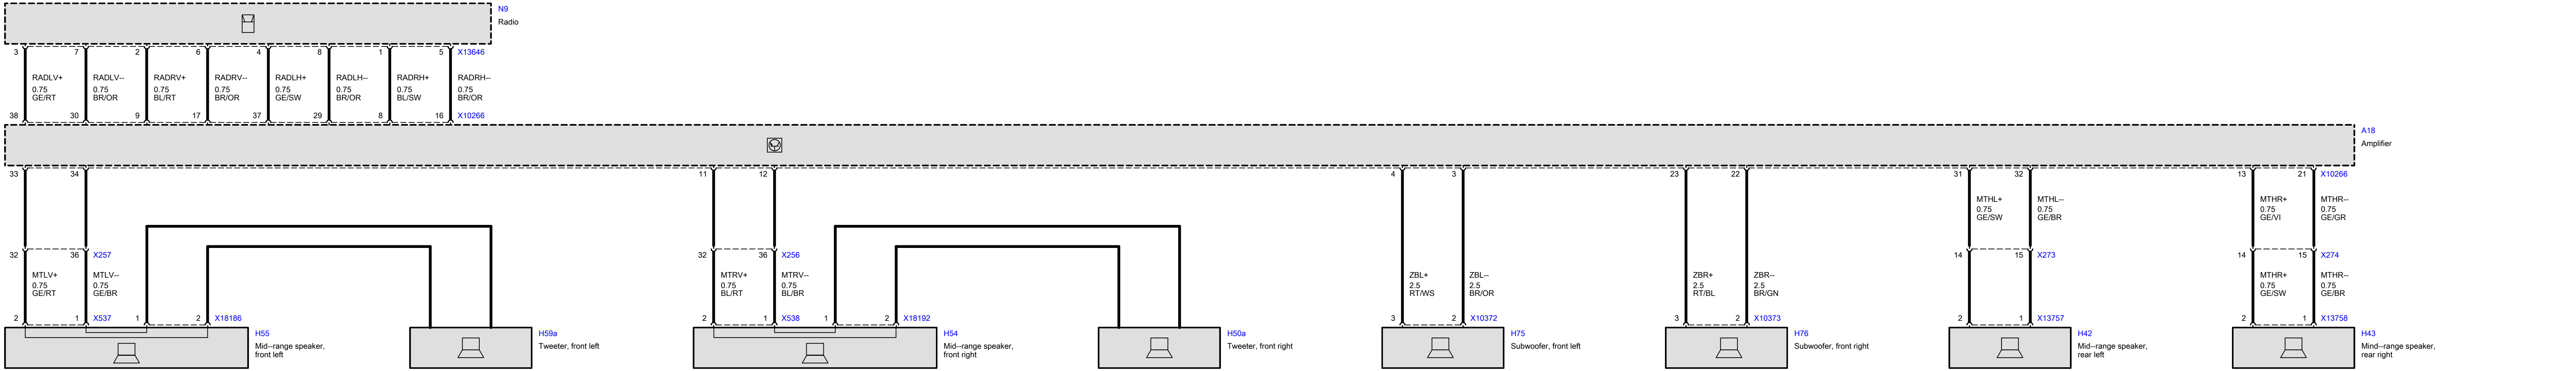 N9
Radio
3 7 2 6 4 8 1 5 X13646
RADLV+ RADLV-- RADRV+ RADRV-- RADLH+ RADLH-- RADRH+ RADRH--
0.75 0.75 0.75 0.75 0.75 0.75 0.75 0.75
GE/RT BR/OR BL/RT BR/OR GE/SW BR/OR BL/SW BR/OR
38 30 9 17 37 29 8 16 X10266
A18
Amplifier
33 34 11 12 4 3 23 22 31 32 13 21 X10266
MTHL+ MTHL-- MTHR+ MTHR--
0.75 0.75 0.75 0.75
GE/SW GE/BR GE/VI GE/GR
32 36 X257 32 36 X256 14 15 X273 14 15 X274
MTLV+ MTLV-- MTRV+ MTRV-- ZBL+ ZBL-- ZBR+ ZBR-- MTHR+ MTHR--
0.75 0.75 0.75 0.75 2.5 2.5 2.5 2.5 0.75 0.75
GE/RT GE/BR BL/RT BL/BR RT/WS BR/OR RT/BL BR/GN GE/SW GE/BR
2 1 X537 1 2 X18186 2 1 X538 1 2 X18192 3 2 X10372 3 2 X10373 2 1 X13757 2 1 X13758
H55
Mid--range speaker,
front left
H59a
Tweeter, front left
H54
Mid--range speaker,
front right
H50a
Tweeter, front right
H75
Subwoofer, front left
H76
Subwoofer, front right
H42
Mid--range speaker,
rear left
H43
Mind--range speaker,
rear right